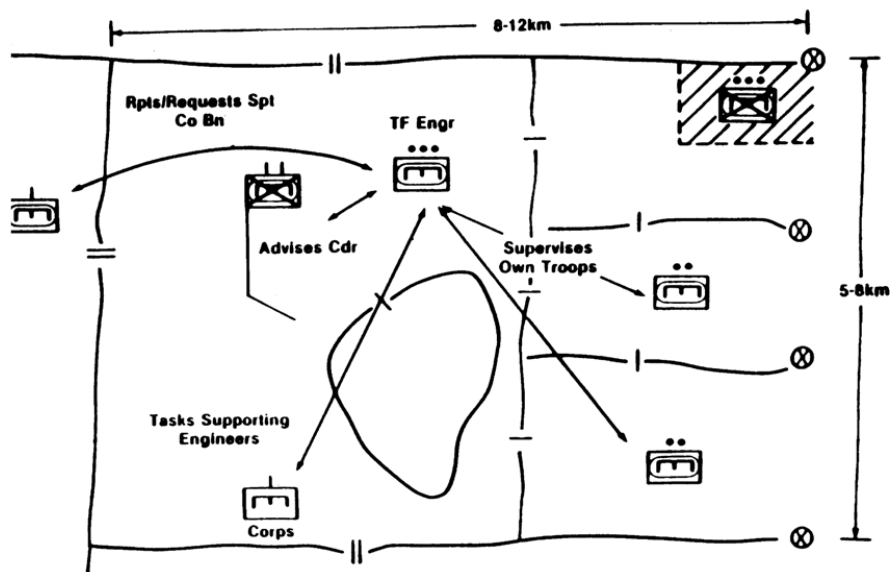 8-12km
Rpts/Requests Spt
Co Bn
TF Engr
Advises Cdr
Supervises
Own Troops
5-8km
Tasks Supporting
Engineers
Corps